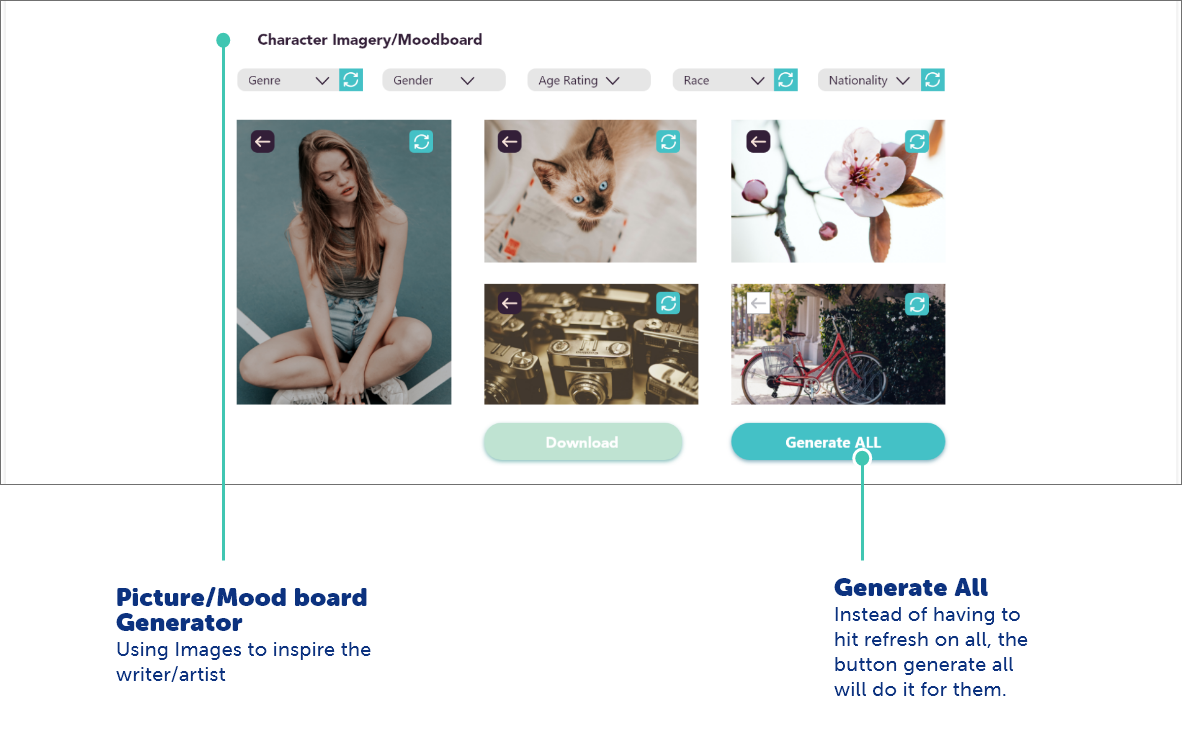 Character Imagery/Moodboard
Genre
Gender
Age Rating
Race
Nationality
Download
Generate ALL
Picture/Mood board
Generator
Using Images to inspire the
writer/artist
Generate All
Instead of having to
hit refresh on all, the
button generate all
will do it for them.